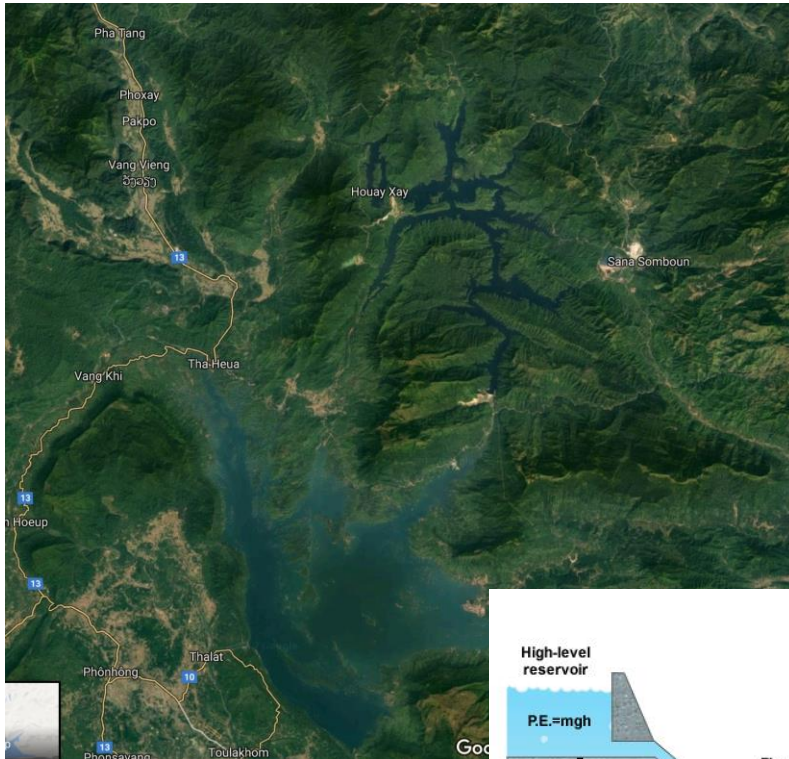 Pha Tang
Phoxay
Pakpo
Vang Vieng
ວັງວຽງ
Houay Xay
13
Sana Somboun
Tha Heua
Vang Khi
13
n Hoeup
13
Thalat
10
Phônhông
13
Phonsavang
Toulakhom
Goo
High-level
reservoir
P.E.=mgh